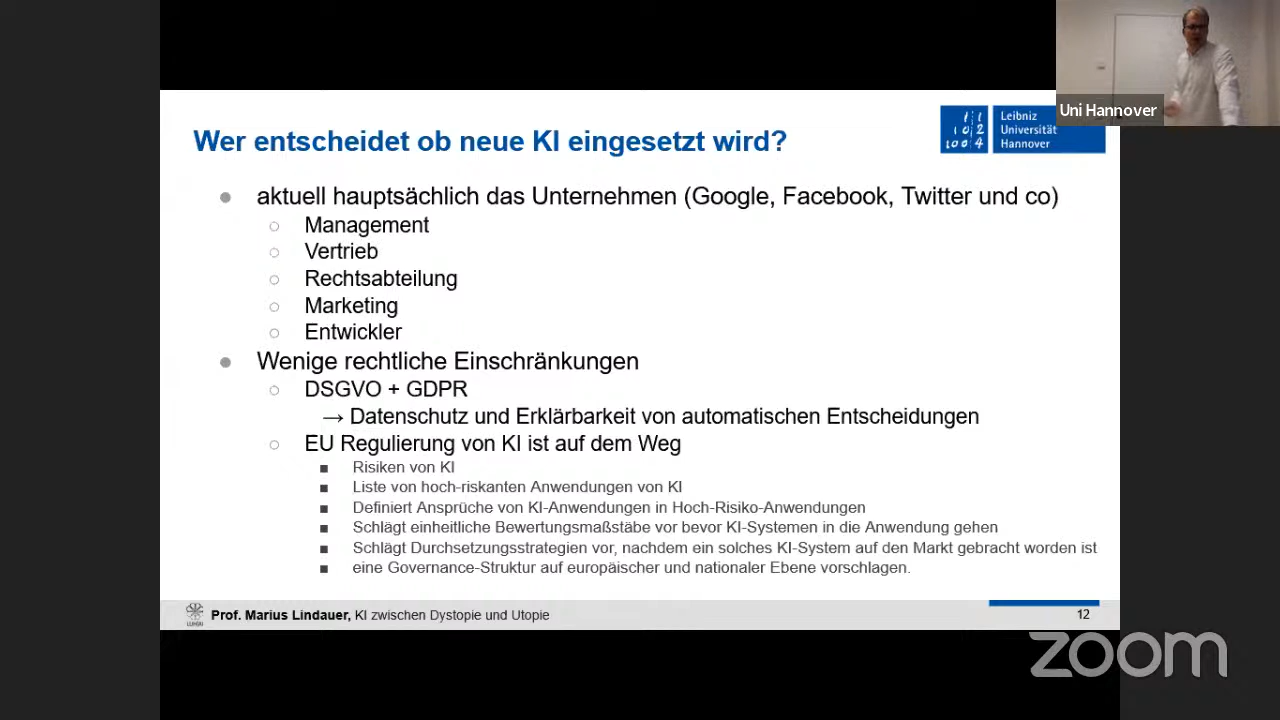 Uni Hannover
Wer entscheidet ob neue KI eingesetzt wird?
Leibniz
Universität
Hannover
aktuell hauptsächlich das Unternehmen (Google, Facebook, Twitter und co)
Management
Vertrieb
Rechtsabteilung
Marketing
Entwickler
Wenige rechtliche Einschränkungen
DSGVO + GDPR
→ Datenschutz und Erklärbarkeit von automatischen Entscheidungen
EU Regulierung von KI ist auf dem Weg
Risiken von KI
Liste von hoch-riskanten Anwendungen von KI
Definiert Ansprüche von KI-Anwendungen in Hoch-Risiko-Anwendungen
Schlägt einheitliche Bewertungsmaßstäbe vor bevor KI-Systemen in die Anwendung gehen
Schlägt Durchsetzungsstrategien vor, nachdem ein solches KI-System auf den Markt gebracht worden ist
eine Governance-Struktur auf europäischer und nationaler Ebene vorschlagen.
Prof. Marius Lindauer, KI zwischen Dystopie und Utopie
12
zoom